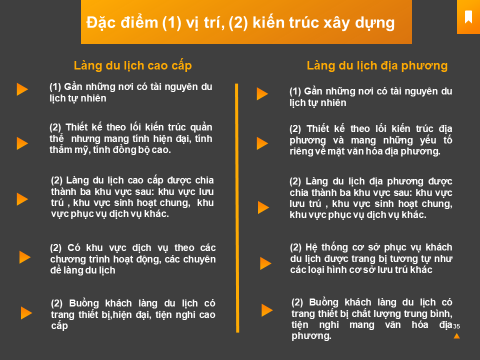 Đặc điểm (1) vị trí, (2) kiến trúc xây dựng
Làng du lịch cao cấp
(1) Gần những nơi có tài nguyên du
lịch tự nhiên
(2) Thiết kế theo lối kiến trúc quần
thể nhưng mang tính hiện đại, tính
thẩm mỹ, tính đồng bộ cao.
(2) Làng du lịch cao cấp được chia
thành ba khu vực sau: khu vực lưu
trú , khu vực sinh hoạt chung, khu
vực phục vụ dịch vụ khác.
(2) Có khu vực dịch vụ theo các
chương trình hoạt động, các chuyên
đề làng du lịch
(2) Buồng khách làng du lịch có
trang thiết bị,hiện đại, tiện nghi cao
cấp
Làng du lịch địa phương
(1) Gần những nơi có tài nguyên du
lịch tự nhiên
(2) Thiết kế theo lối kiến trúc địa
phương và mang những yếu tố
riêng về mặt văn hóa địa phương.
(2) Làng du lịch địa phương được
chia thành ba khu vực sau: khu vực
lưu trú , khu vực sinh hoạt chung,
khu vực phục vụ dịch vụ khác.
(2) Hệ thống cơ sở phục vụ khách
du lịch được trang bị tương tự như
các loại hình cơ sở lưu trú khác
(2) Buồng khách làng du lịch có
trang thiết bị chất lượng trung bình,
tiện nghi mang văn hóa địa
phương.
35